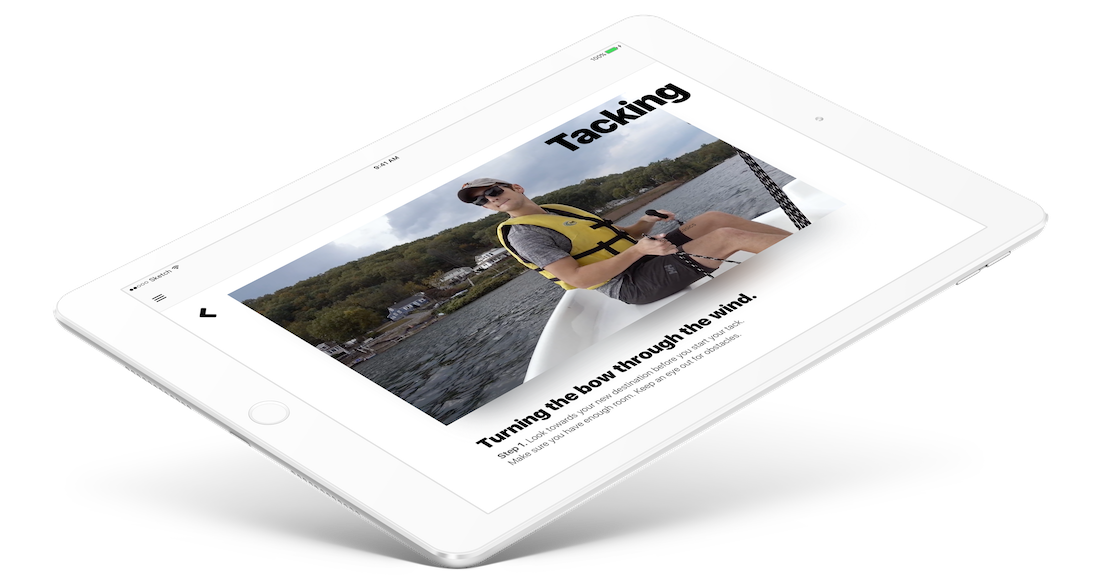 Sketch
9:41 AM
100%
Tacking
Turning the bow through the wind.
Step 1. Look towards your new destination before you start your tack.
Make sure you have enough room. Keep an eye out for obstacles.